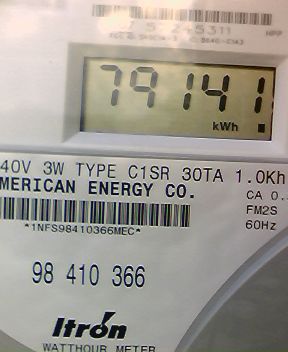 79141
kWh
40V 3W TYPE C1SR 30TA 1.0Kh
MERICAN ENERGY CO.
CA 0.
FM2S
60Hz
*1NFS98410366MEC*
98 410 366
Itron
WATTHOUR METER